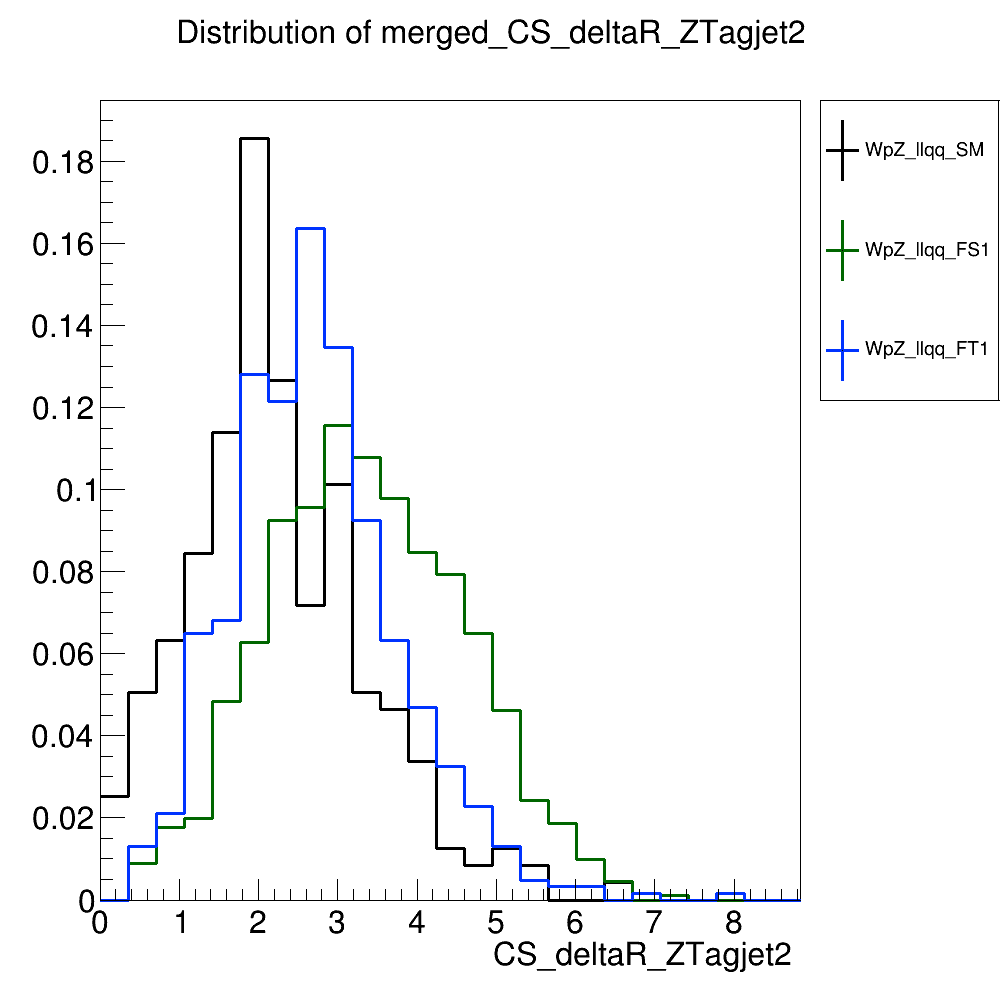 Distribution of merged_CS_deltaR_ZTagjet2
WpZ_llqq_SM
WpZ_llqq_FS1
WpZ_llqq_FT1
0.18
0.16
0.14
0.12
0.1
0.08
0.06
0.04
0.02
0
0 1 2 3 4 5 6 7 8
CS_deltaR_ZTagjet2